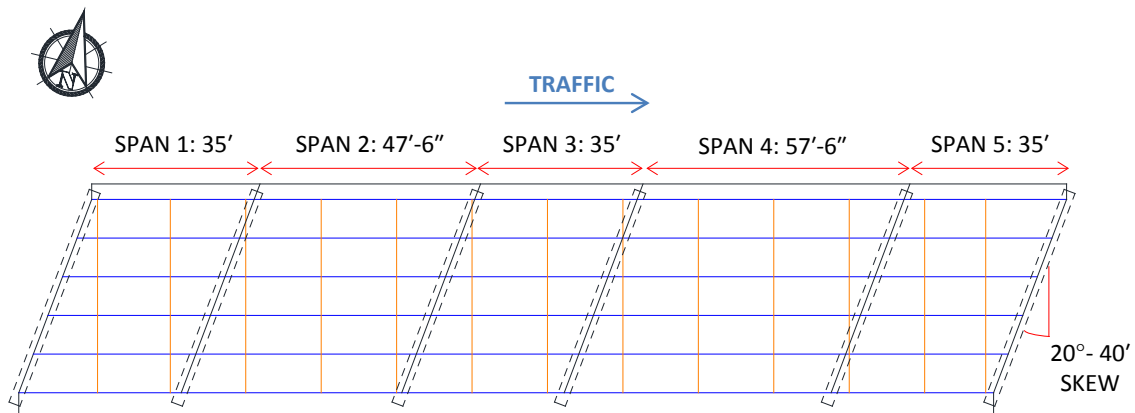 N
TRAFFIC
SPAN 1: 35′
SPAN 2: 47′-6″
SPAN 3: 35′
SPAN 4: 57′-6″
SPAN 5: 35′
20°- 40′
SKEW